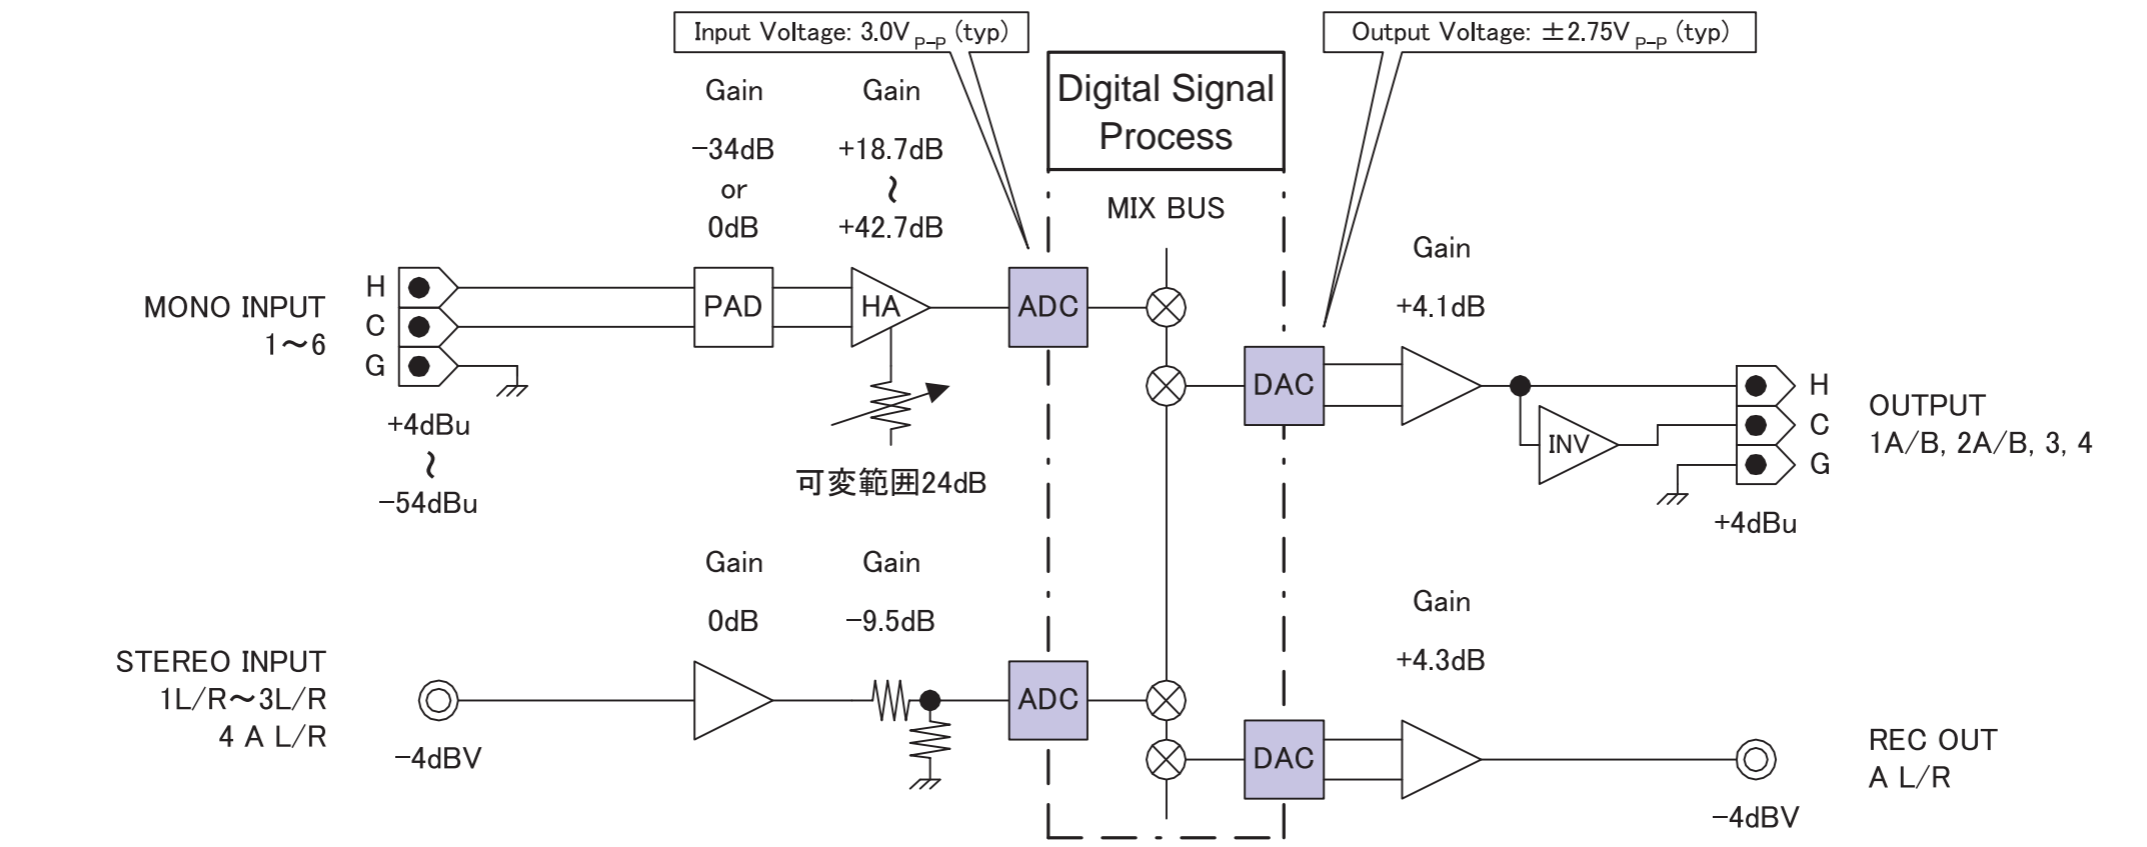 Input Voltage: 3.0V P-P (typ)
Output Voltage: ±2.75V P-P (typ)
Digital Signal
Process
Gain
-34dB
or
0dB
Gain
+18.7dB
〜
+42.7dB
MIX BUS
Gain
+4.1dB
MONO INPUT
1〜6
H
C
G
PAD
HA
ADC
DAC
INV
H
C
G
OUTPUT
1A/B, 2A/B, 3, 4
+4dBu
〜
-54dBu
可変範囲24dB
+4dBu
Gain
0dB
Gain
-9.5dB
Gain
+4.3dB
STEREO INPUT
1L/R〜3L/R
4 A L/R
-4dBV
ADC
DAC
REC OUT
A L/R
-4dBV